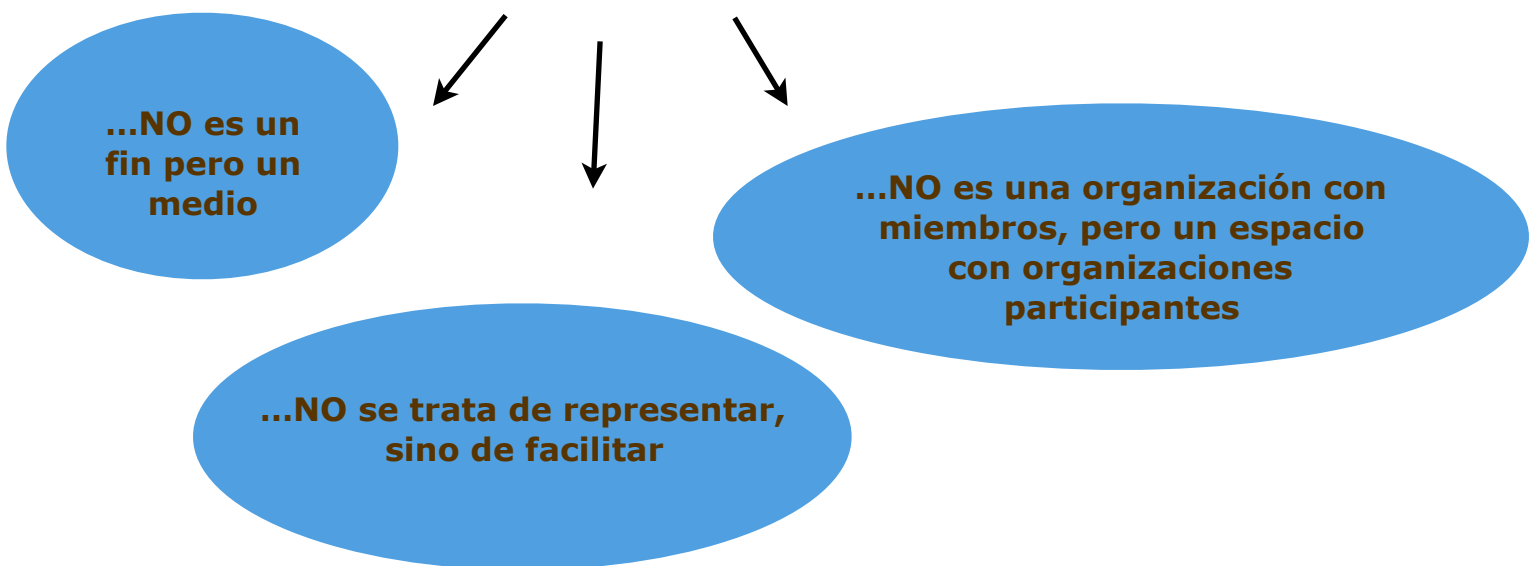 ...NO es un
fin pero un
medio
...NO es una organización con
miembros, pero un espacio
con organizaciones
participantes
...NO se trata de representar,
sino de facilitar